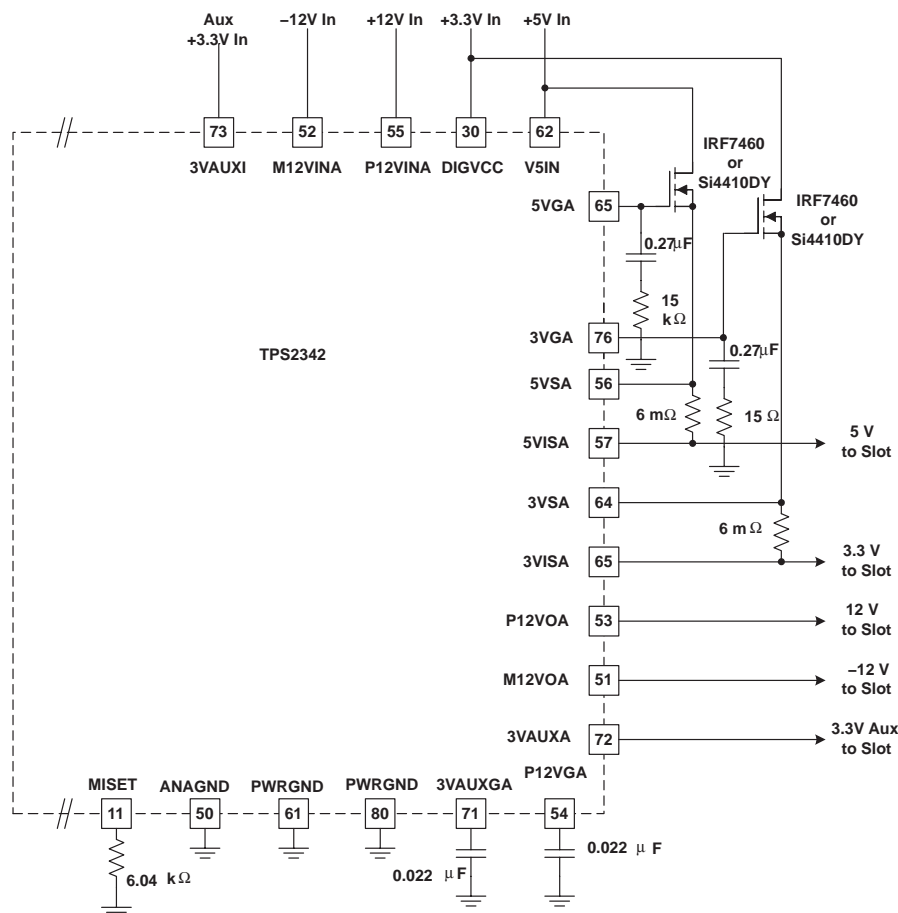 Aux
+3.3V In
–12V In
+12V In
+3.3V In
+5V In
73
52
55
30
62
3VAUXI
M12VINA
P12VINA
DIGVCC
V5IN
IRF7460
or
Si4410DY
IRF7460
or
Si4410DY
5VGA
65
0.27μF
15
kΩ
3VGA
76
0.27μF
TPS2342
5VSA
56
6 mΩ
15 Ω
5VISA
57
5 V
to Slot
3VSA
64
6 mΩ
3VISA
65
3.3 V
to Slot
P12VOA
53
12 V
to Slot
M12VOA
51
–12 V
to Slot
3VAUXA
72
3.3V Aux
to Slot
MISET
ANAGND
PWRGND
PWRGND
3VAUXGA
P12VGA
11
50
61
80
71
54
6.04 kΩ
0.022 μF
0.022 μF